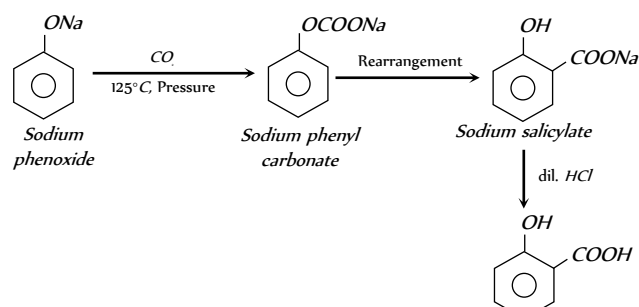 ONa
CO
125°C, Pressure
Sodium
phenoxide
OCOONa
Sodium phenyl
carbonate
Rearrangement
OH
COONa
Sodium salicylate
dil. HCl
OH
COOH